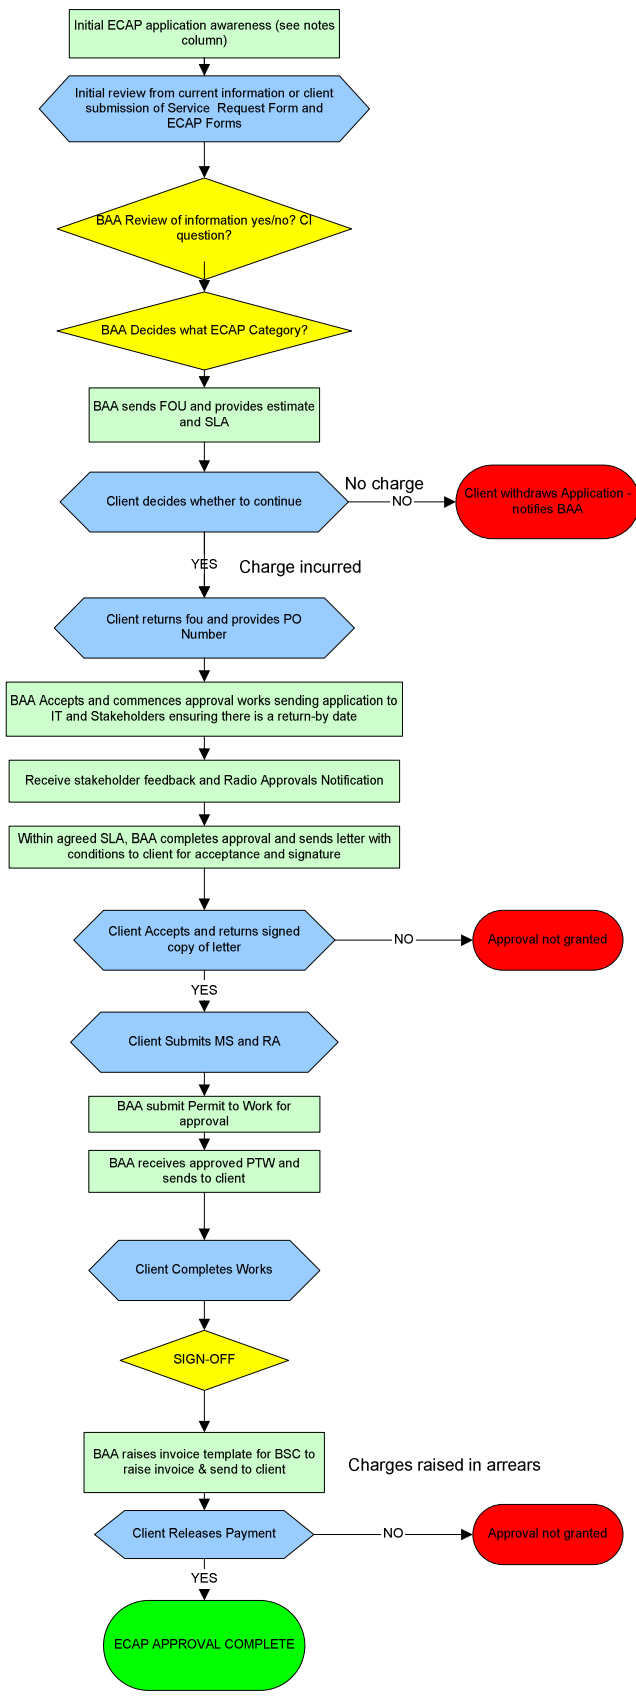 Initial ECAP application awareness (see notes
column)
Initial review from current information or client
submission of Service  Request Form and
ECAP Forms
BAA Review of information yes/no? CI
question?
BAA Decides what ECAP Category?
BAA sends FOU and provides estimate
and SLA
Client decides whether to continue
No charge
NO
Client withdraws Application -
notifies BAA
YES
Charge incurred
Client returns fou and provides PO
Number
BAA Accepts and commences approval works sending application to
IT and Stakeholders ensuring there is a return-by date
Receive stakeholder feedback and Radio Approvals Notification
Within agreed SLA, BAA completes approval and sends letter with
conditions to client for acceptance and signature
Client Accepts and returns signed
copy of letter
NO
Approval not granted
YES
Client Submits MS and RA
BAA submit Permit to Work for
approval
BAA receives approved PTW and
sends to client
Client Completes Works
SIGN-OFF
BAA raises invoice template for BSC to
raise invoice & send to client
Charges raised in arrears
Client Releases Payment
NO
Approval not granted
YES
ECAP APPROVAL COMPLETE